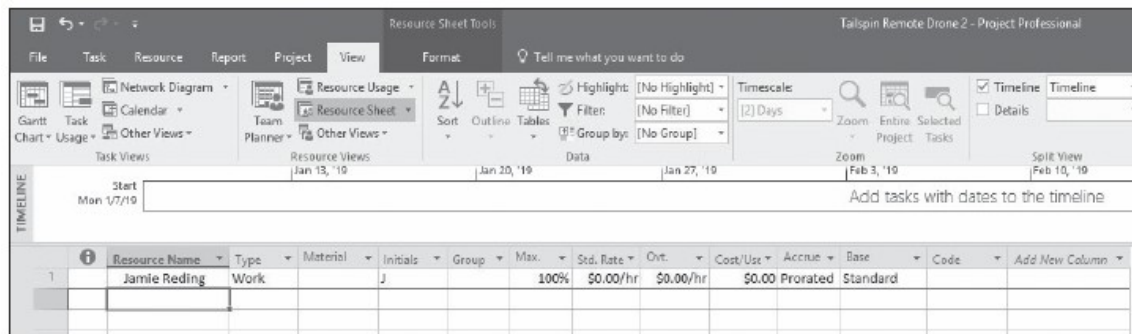 Resource Sheet Tools
Tailspin Remote Drone 2 - Project Professional
File Task Resource Report Project View Format Tell me what you want to do
Gantt Chart
Task Usage
Network Diagram
Calendar
Other Views
Task Views
Team Planner
Resource Usage
Resource Sheet
Other Views
Resource Views
Sort
Outline
Tables
Highlight: [No Highlight]
Filter: [No Filter]
Group by: [No Group]
Data
Timescale:
[2] Days
Zoom
Entire Project
Selected Tasks
Zoom
Timeline Timeline
Details
Split View
TIMELINE
Start
Mon 1/7/19
Jan 13, '19 Jan 20, '19 Jan 27, '19 Feb 3, '19 Feb 10, '19
Add tasks with dates to the timeline
Resource Name Type Material Initials Group Max. Std. Rate Ovt. Cost/Use Accrue Base Code Add New Column
1 Jamie Reding Work J 100% $0.00/hr $0.00/hr $0.00 Prorated Standard